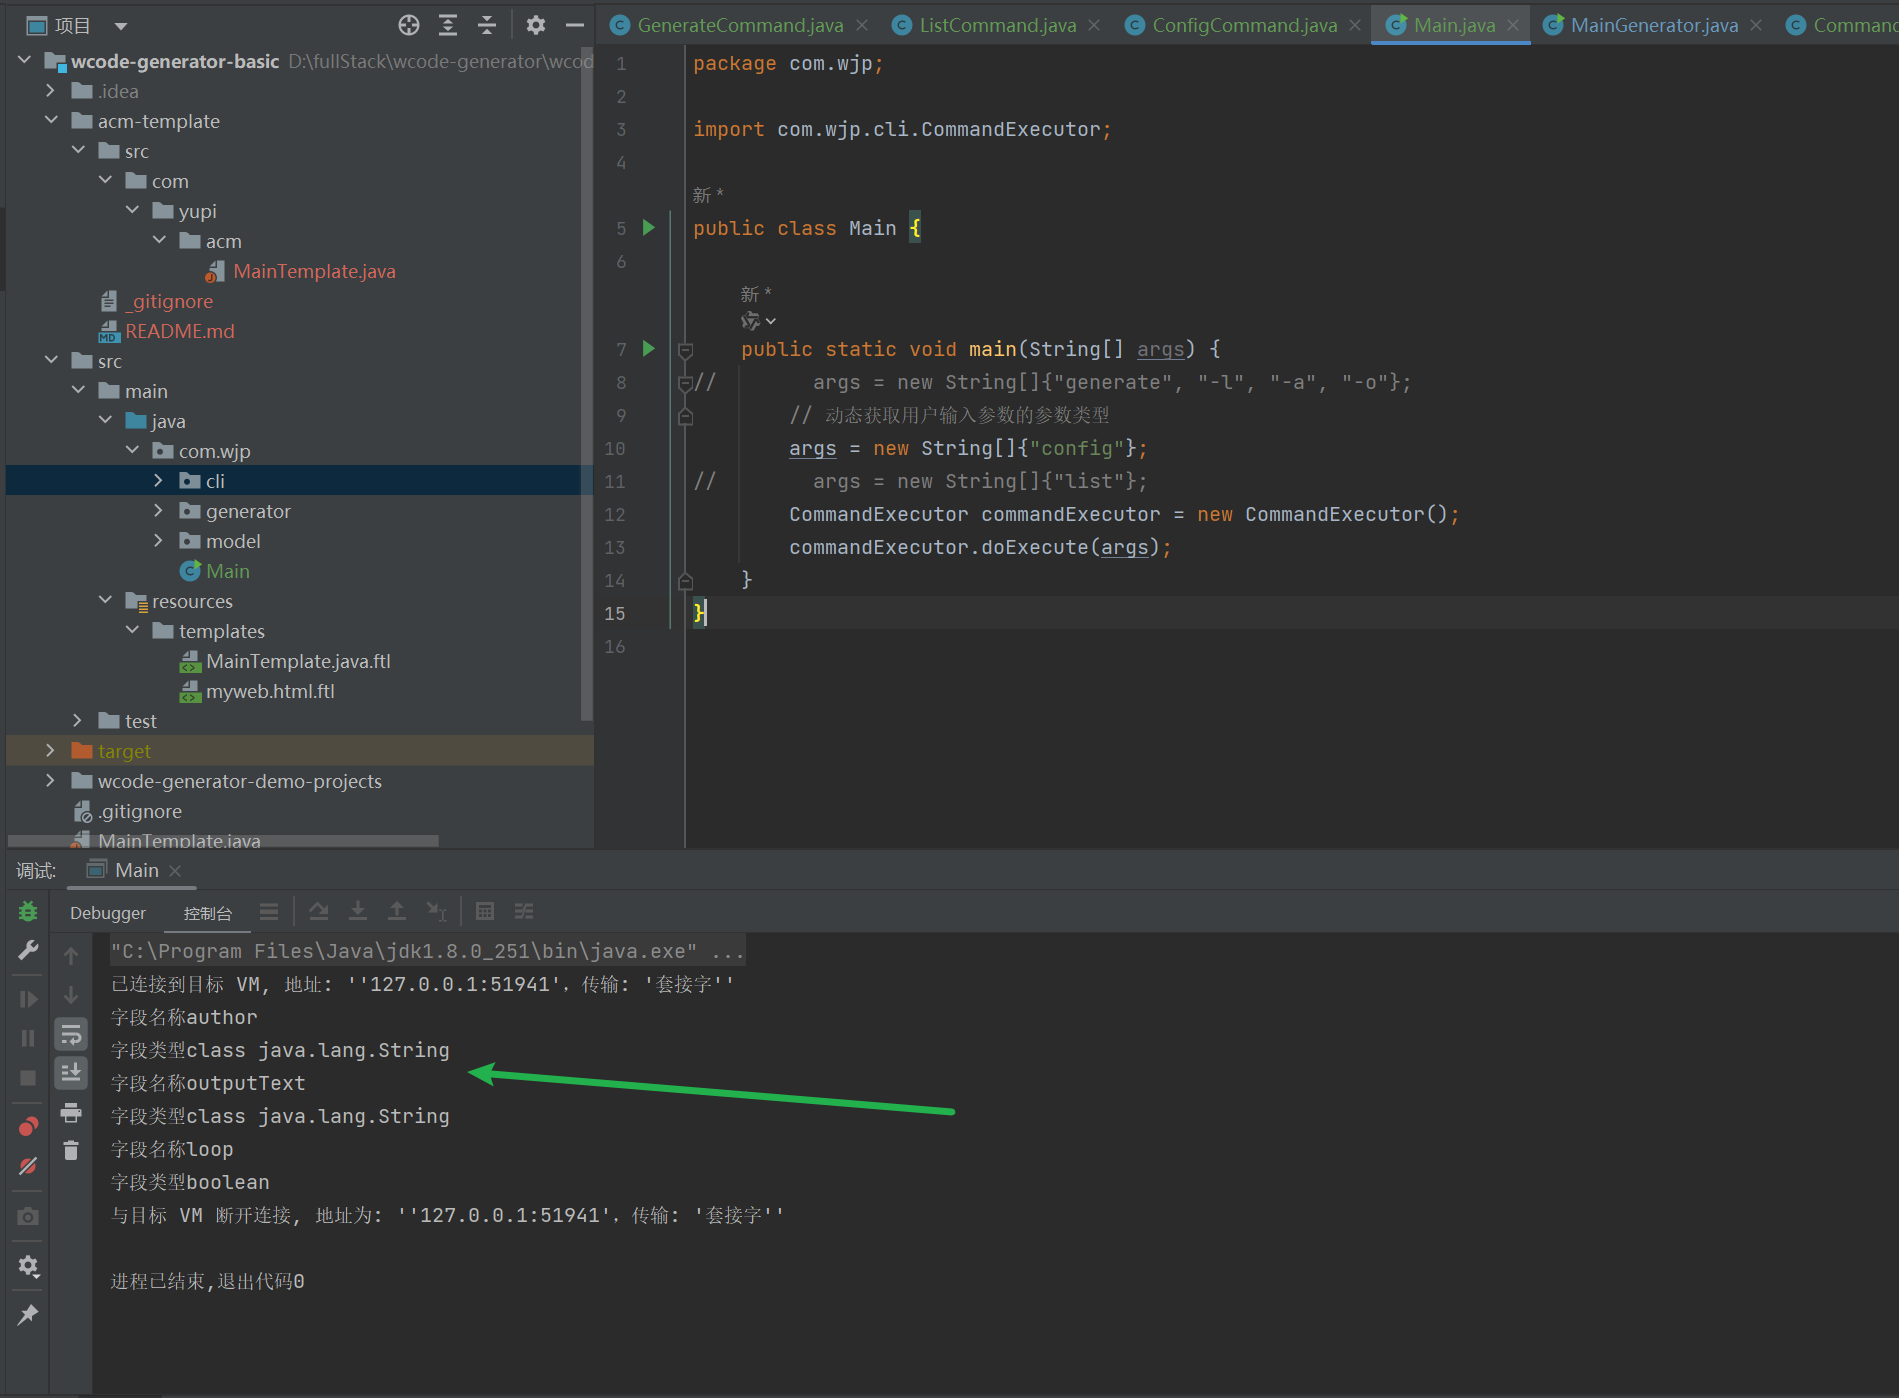 项目
wcode-generator-basic D:\fullStack\wcode-generator\wcod
.idea
acm-template
src
com
yupi
acm
MainTemplate.java
_gitignore
README.md
src
main
java
com.wjp
cli
generator
model
Main
resources
templates
MainTemplate.java.ftl
myweb.html.ftl
test
target
wcode-generator-demo-projects
.gitignore
MainTemplate.java
GenerateCommand.java
ListCommand.java
ConfigCommand.java
Main.java
MainGenerator.java
Comman
1 package com.wjp;
2
3 import com.wjp.cli.CommandExecutor;
4
新 *
5 public class Main {
6
新 *
7 public static void main(String[] args) {
8 // args = new String[]{"generate", "-l", "-a", "-o"};
9 // 动态获取用户输入参数的参数类型
10 args = new String[]{"config"};
11 // args = new String[]{"list"};
12 CommandExecutor commandExecutor = new CommandExecutor();
13 commandExecutor.doExecute(args);
14 }
15 }
16
调试:
Main
Debugger
控制台
"C:\Program Files\Java\jdk1.8.0_251\bin\java.exe" ...
已连接到目标 VM, 地址: ''127.0.0.1:51941'，传输: '套接字''
字段名称author
字段类型class java.lang.String
字段名称outputText
字段类型class java.lang.String
字段名称loop
字段类型boolean
与目标 VM 断开连接, 地址为: ''127.0.0.1:51941'，传输: '套接字''
进程已结束,退出代码0